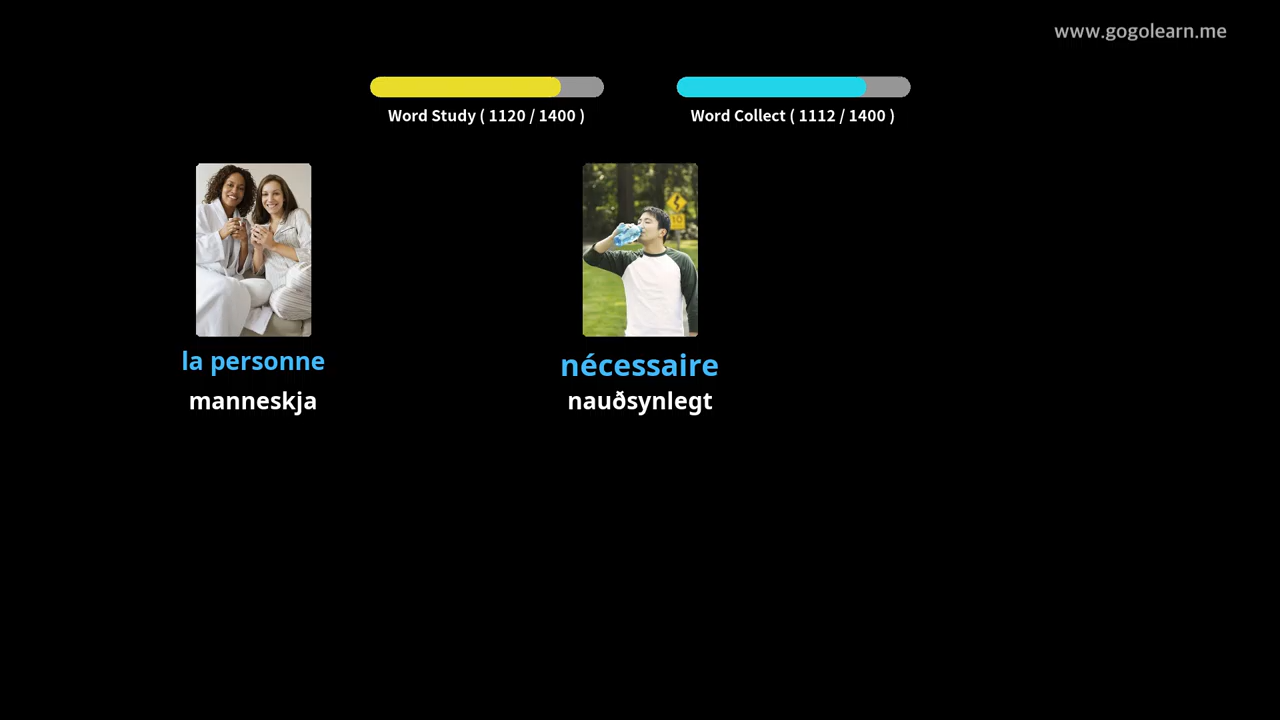 www.gogolearn.me
Word Study ( 1120 / 1400 )
Word Collect ( 1112 / 1400 )
la personne
manneskja
nécessaire
nauðsynlegt